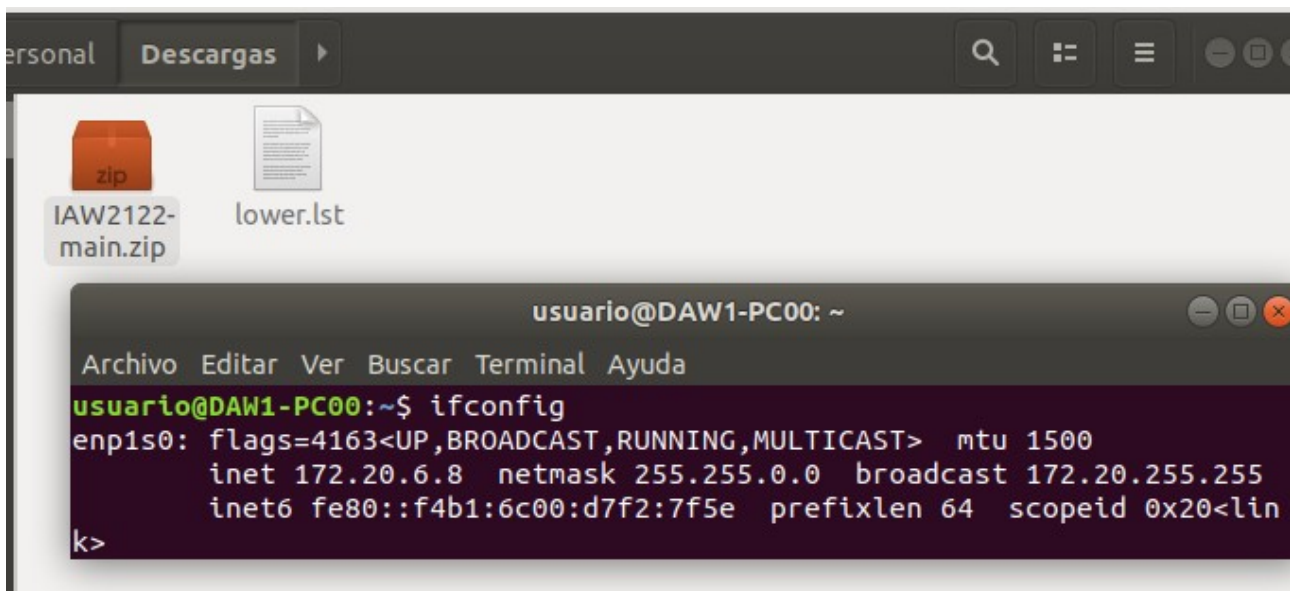 ersonal Descargas
zip
IAW2122-
main.zip
lower.lst
usuario@DAW1-PC00: ~
Archivo Editar Ver Buscar Terminal Ayuda
usuario@DAW1-PC00:~$ ifconfig
enp1s0: flags=4163<UP,BROADCAST,RUNNING,MULTICAST>  mtu 1500
        inet 172.20.6.8  netmask 255.255.0.0  broadcast 172.20.255.255
        inet6 fe80::f4b1:6c00:d7f2:7f5e  prefixlen 64  scopeid 0x20<lin
k>